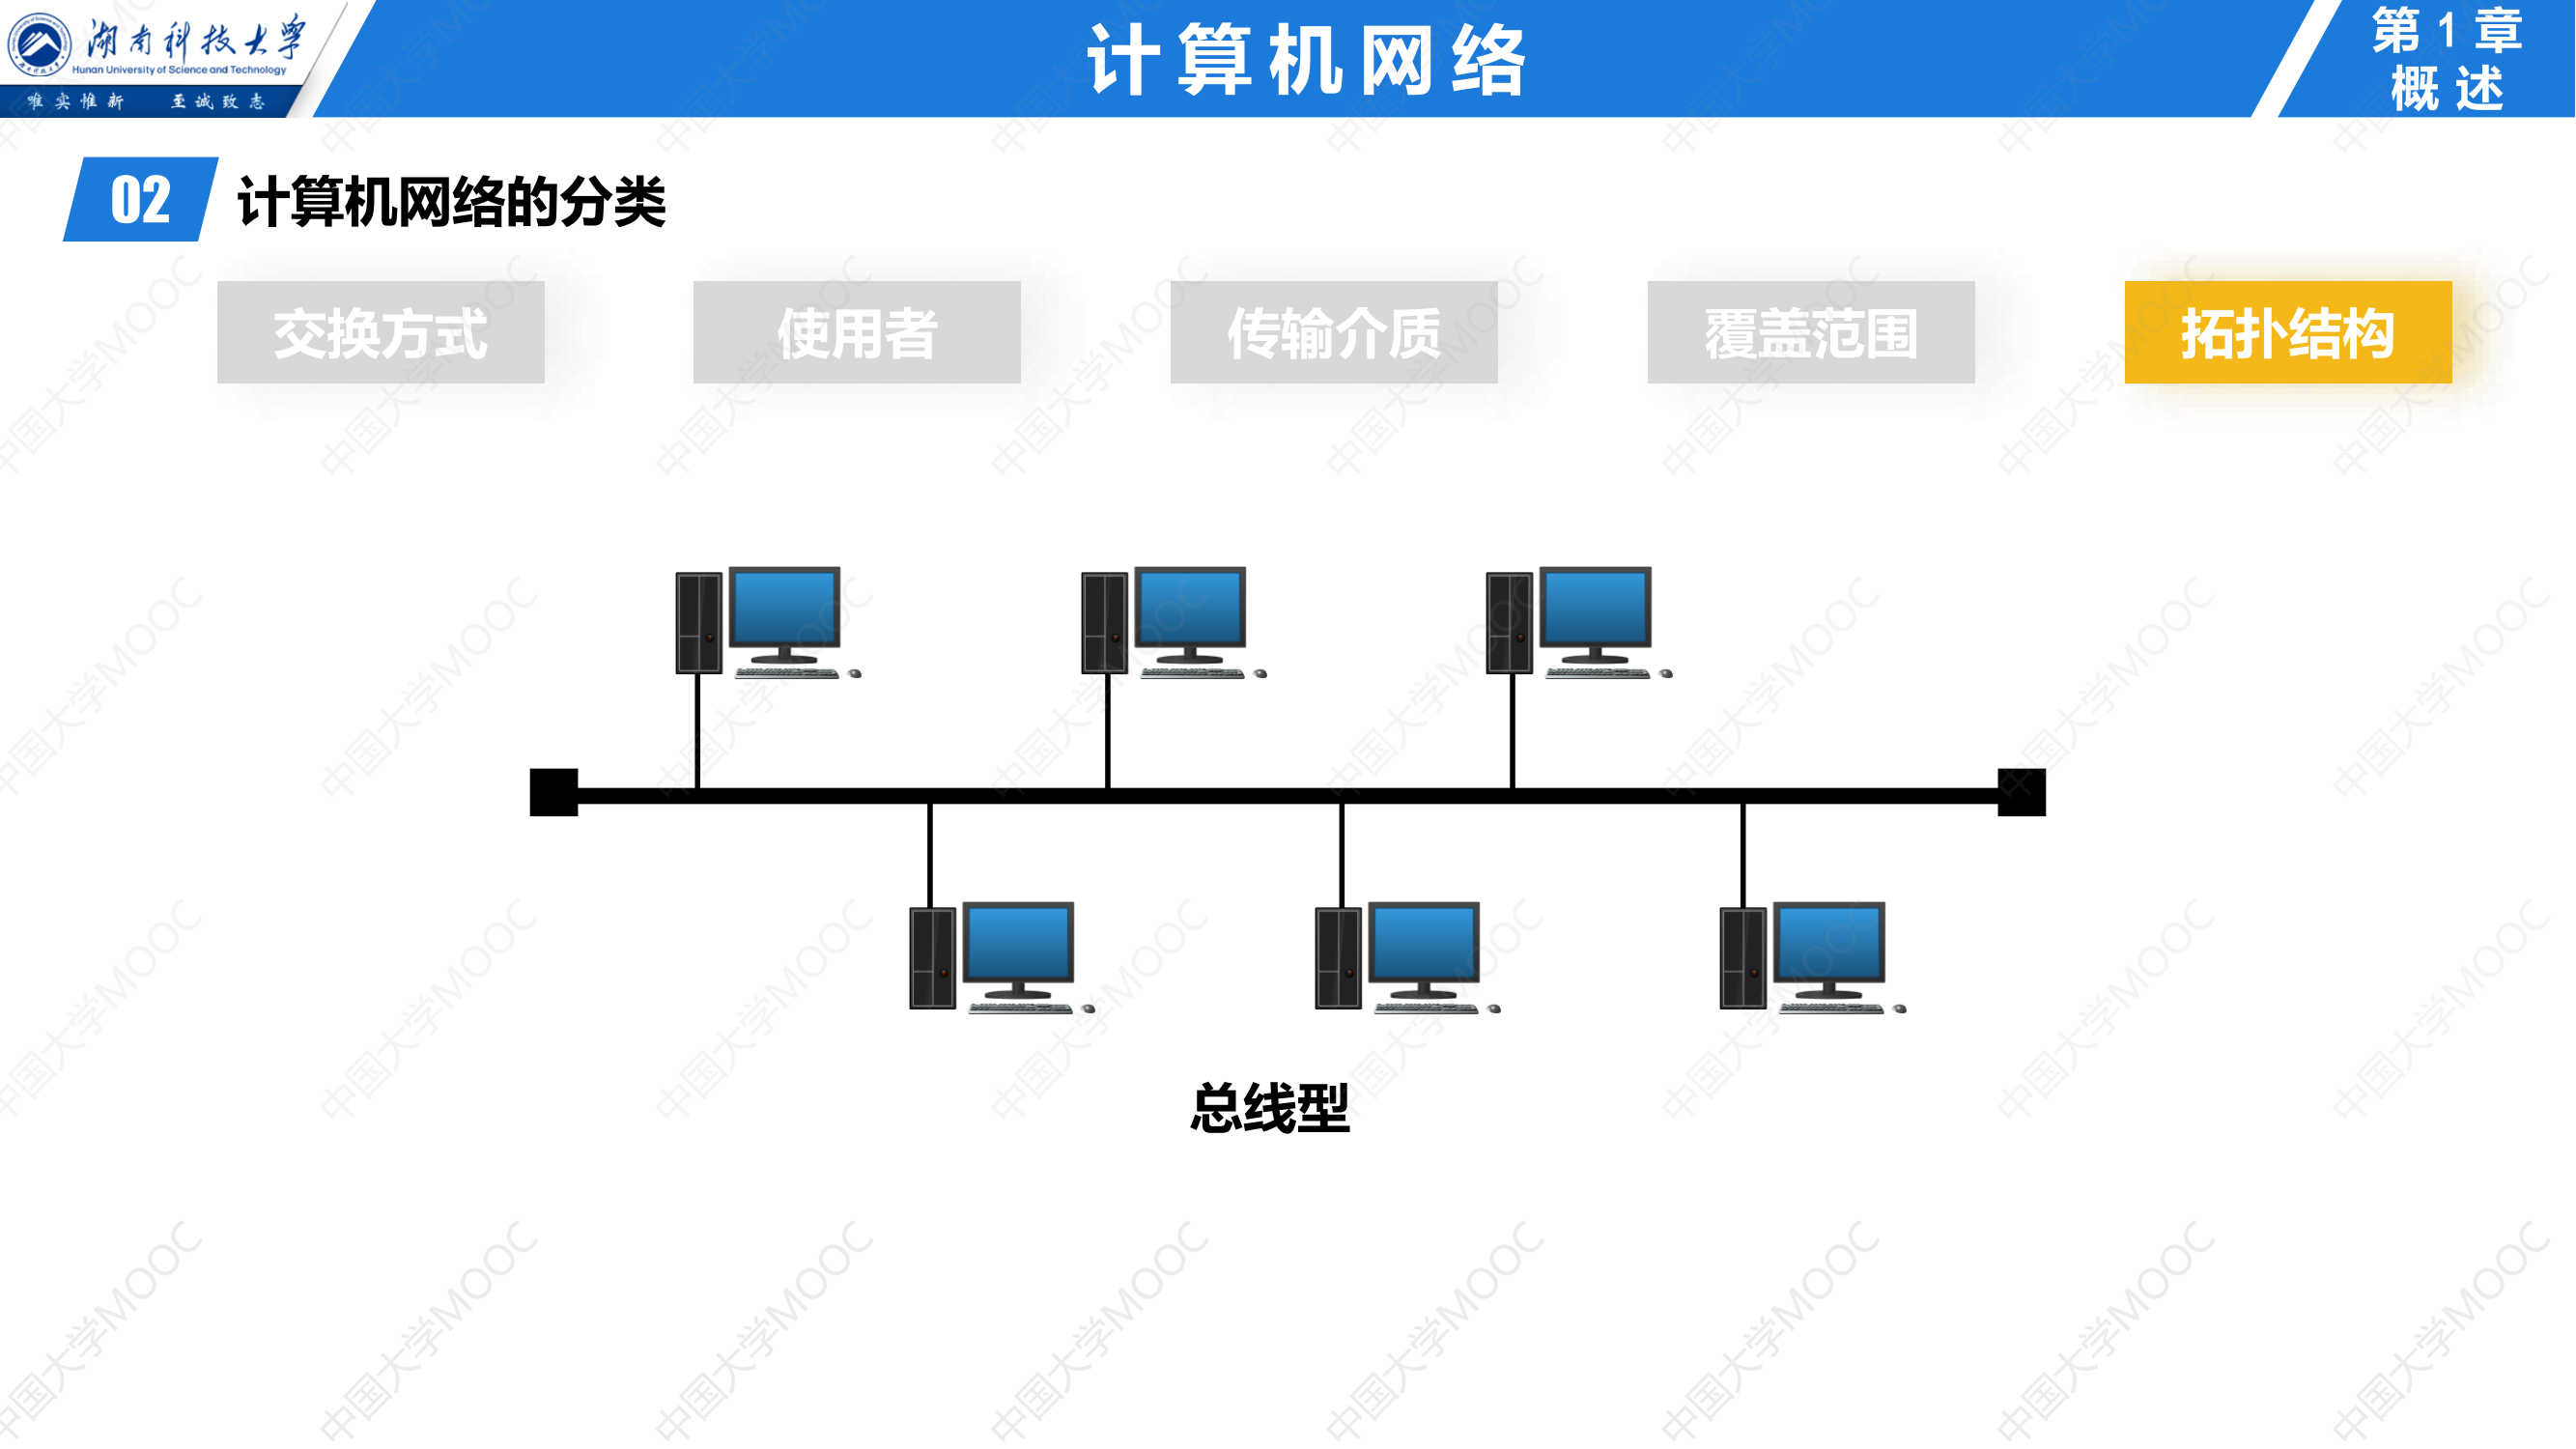 湖南科技大学
Hunan University of Science and Technology
唯实惟新 至诚致志
计算机网络
第1章
概述
02 计算机网络的分类
交换方式 使用者 传输介质 覆盖范围 拓扑结构
总线型
中国大学MOOC